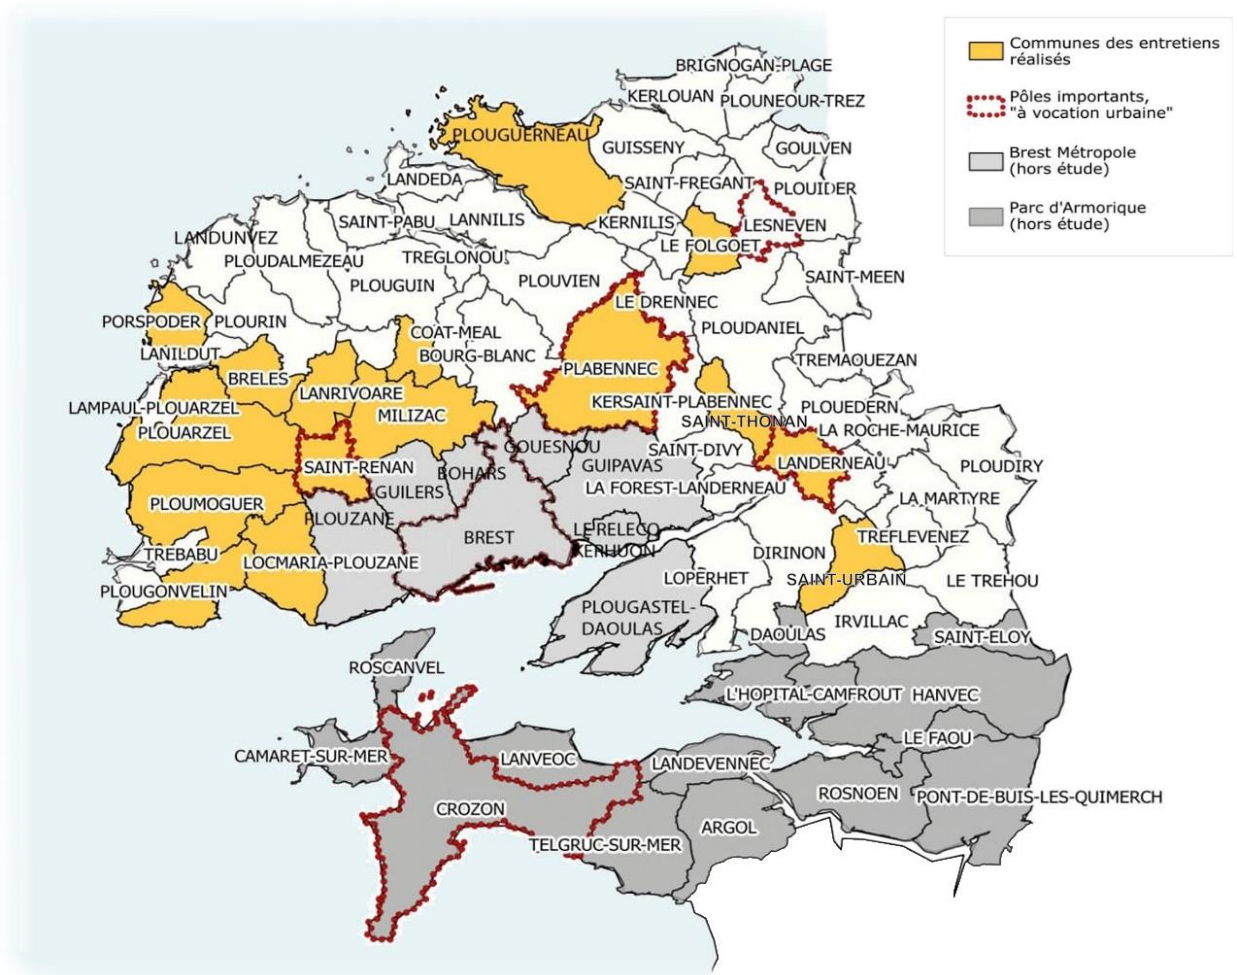 Communes des entretiens
réalisés
Pôles importants,
"à vocation urbaine"
Brest Métropole
(hors étude)
Parc d'Armorique
(hors étude)
BRIGNOGAN-PLAGE
KERLOUAN
PLOUNEOUR-TREZ
PLOUGUERNEAU
GUISSENY
GOULVEN
LANDEDA
SAINT-FREGANT
PLOUIDER
SAINT-PABU
LANNILIS
KERNILIS
LESNEVEN
LANDUNVEZ
LE FOLGOET
PLOUDALMEZEAU
TREGLONOU
PLOUVIEN
SAINT-MEEN
PLOUGUIN
LE DRENNEC
PORSPODER
PLOURIN
COAT-MEAL
PLOUDANIEL
LANILDUT
BOURG-BLANC
TREMAOUEZAN
BRELES
PLABENNEC
LANRIVOARE
KERSAINT-PLABENNEC
PLOUEDERN
LAMPAUL-PLOUARZEL
MILIZAC
SAINT-THONAN
LA ROCHE-MAURICE
PLOUARZEL
GOUESNOU
SAINT-DIVY
SAINT-RENAN
BOHARS
GUIPAVAS
LANDERNEAU
PLOUDIRY
GUILERS
LA FOREST-LANDERNEAU
LA MARTYRE
PLOUMOGUER
PLOUZANE
BREST
LE RELECQ
KERHUON
TREFLEVENEZ
TREBABU
LOCMARIA-PLOUZANE
DIRINON
PLOUGONVELIN
LOPERHET
SAINT-URBAIN
LE TREHOU
PLOUGASTEL-
DAOULAS
IRVILLAC
DAOULAS
SAINT-ELOY
ROSCANVEL
L'HOPITAL-CAMFROUT
HANVEC
LE FAOU
CAMARET-SUR-MER
LANVEOC
LANDEVENNEC
ROSNOEN
PONT-DE-BUIS-LES-QUIMERCH
CROZON
ARGOL
TELGRUC-SUR-MER